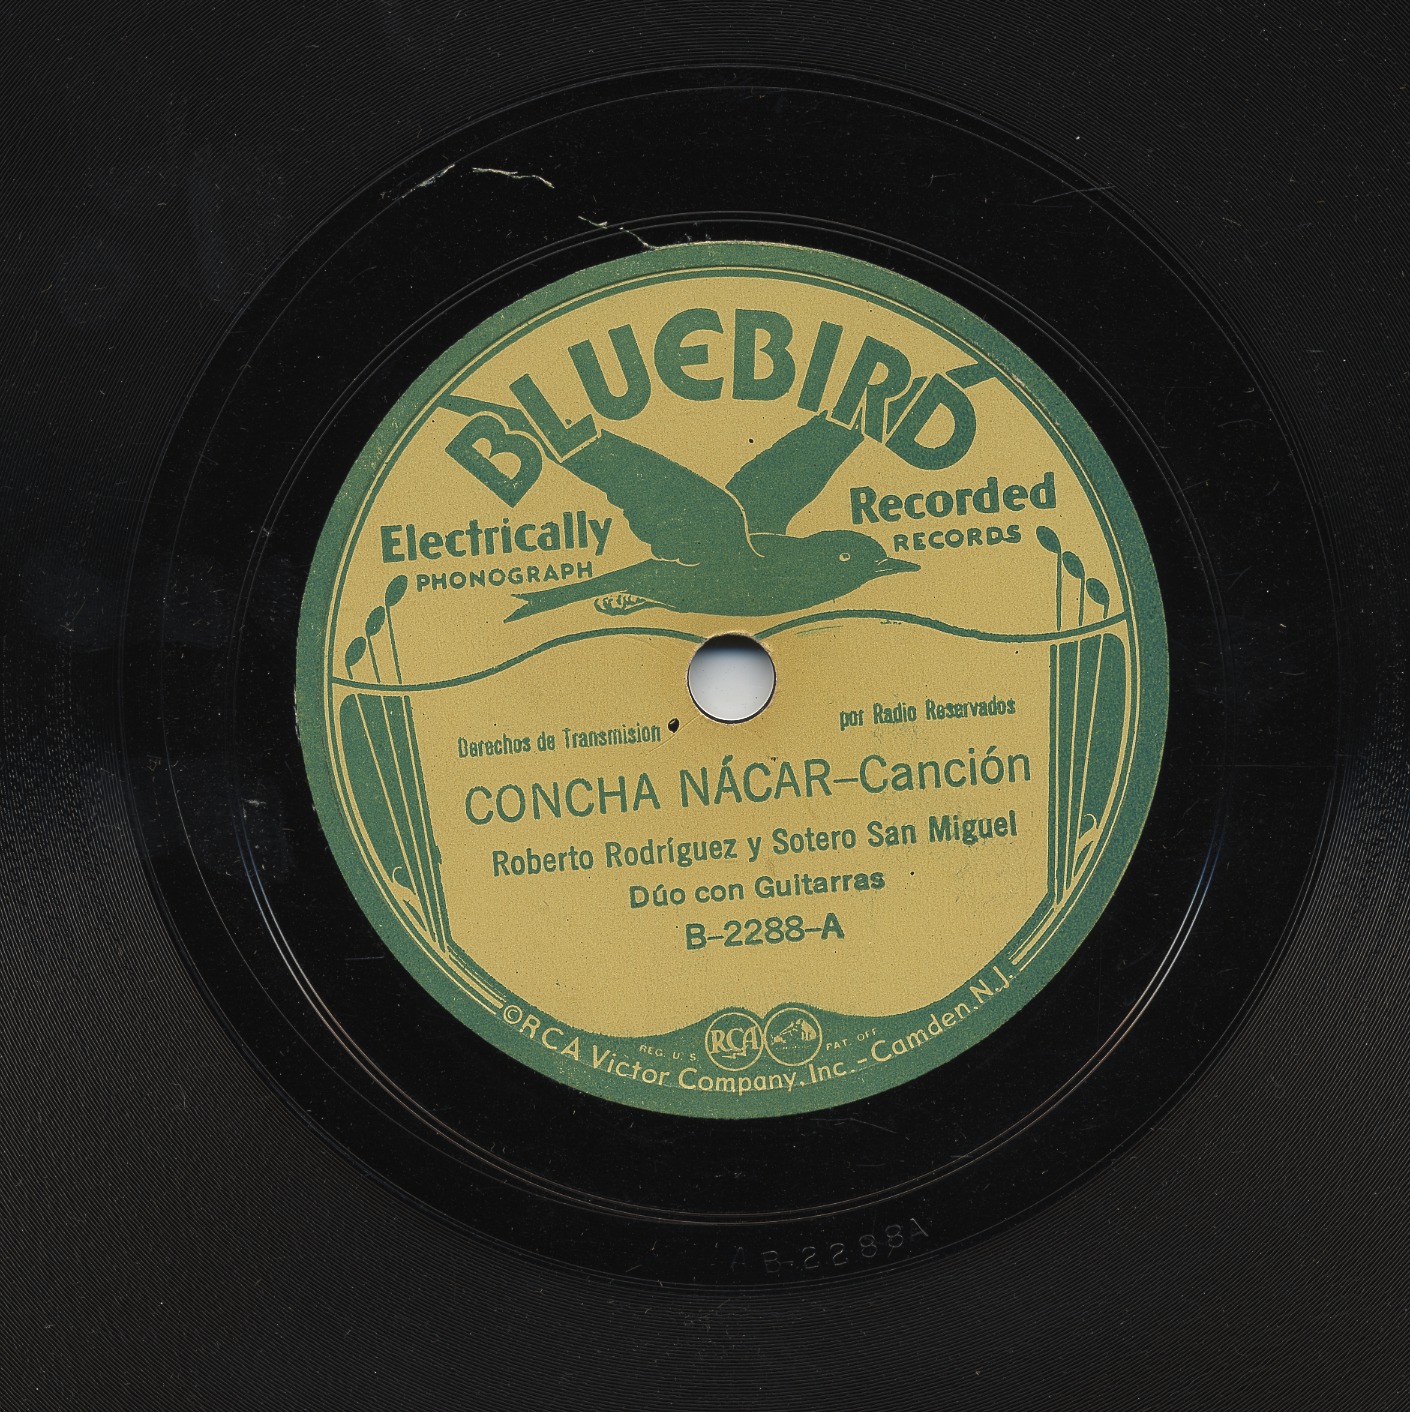 BLUEBIRD
Electrically Recorded
PHONOGRAPH RECORDS
Derechos de Transmision por Radio Reservados
CONCHA NÁCAR–Canción
Roberto Rodríguez y Sotero San Miguel
Dúo con Guitarras
B–2288–A
REG. U. S. RCA PAT. OFF
©RCA Victor Company, Inc. – Camden, N.J.
A B-2288A